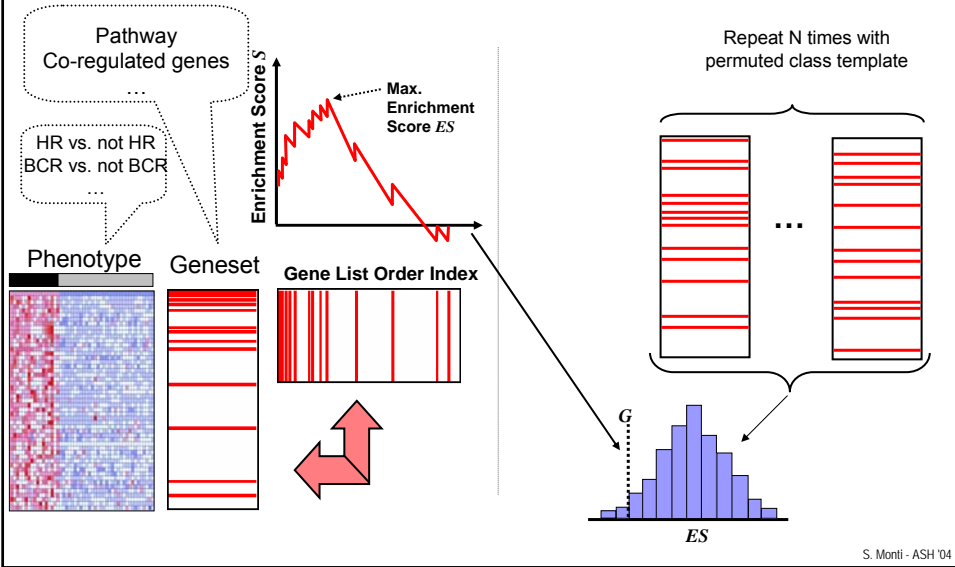 Pathway
Co-regulated genes
...
HR vs. not HR
BCR vs. not BCR
...
Phenotype
Geneset
Enrichment Score S
Max.
Enrichment
Score ES
Gene List Order Index
Repeat N times with
permuted class template
...
G
ES
S. Monti - ASH '04